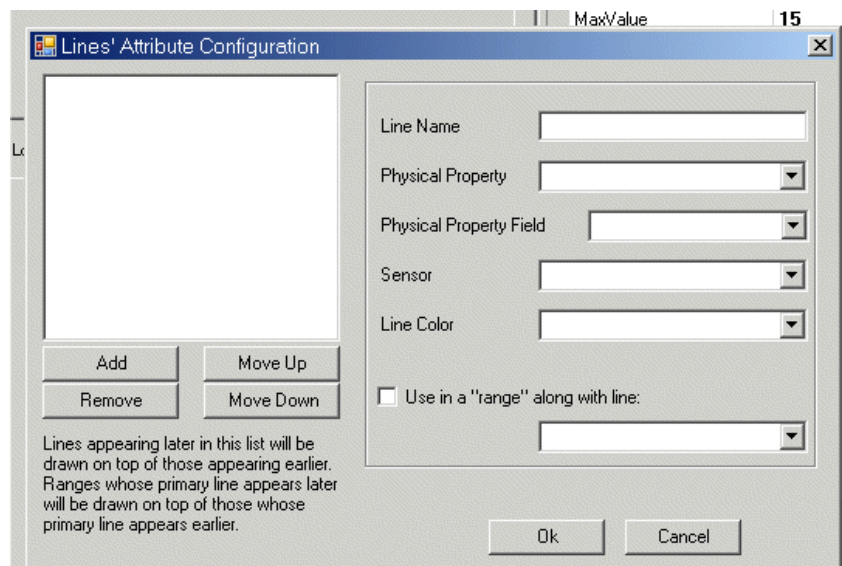 MaxValue 15
Lines' Attribute Configuration
Lo
Line Name
Physical Property
Physical Property Field
Sensor
Line Color
Add Move Up
Remove Move Down
Use in a "range" along with line:
Lines appearing later in this list will be
drawn on top of those appearing earlier.
Ranges whose primary line appears later
will be drawn on top of those whose
primary line appears earlier.
Ok Cancel